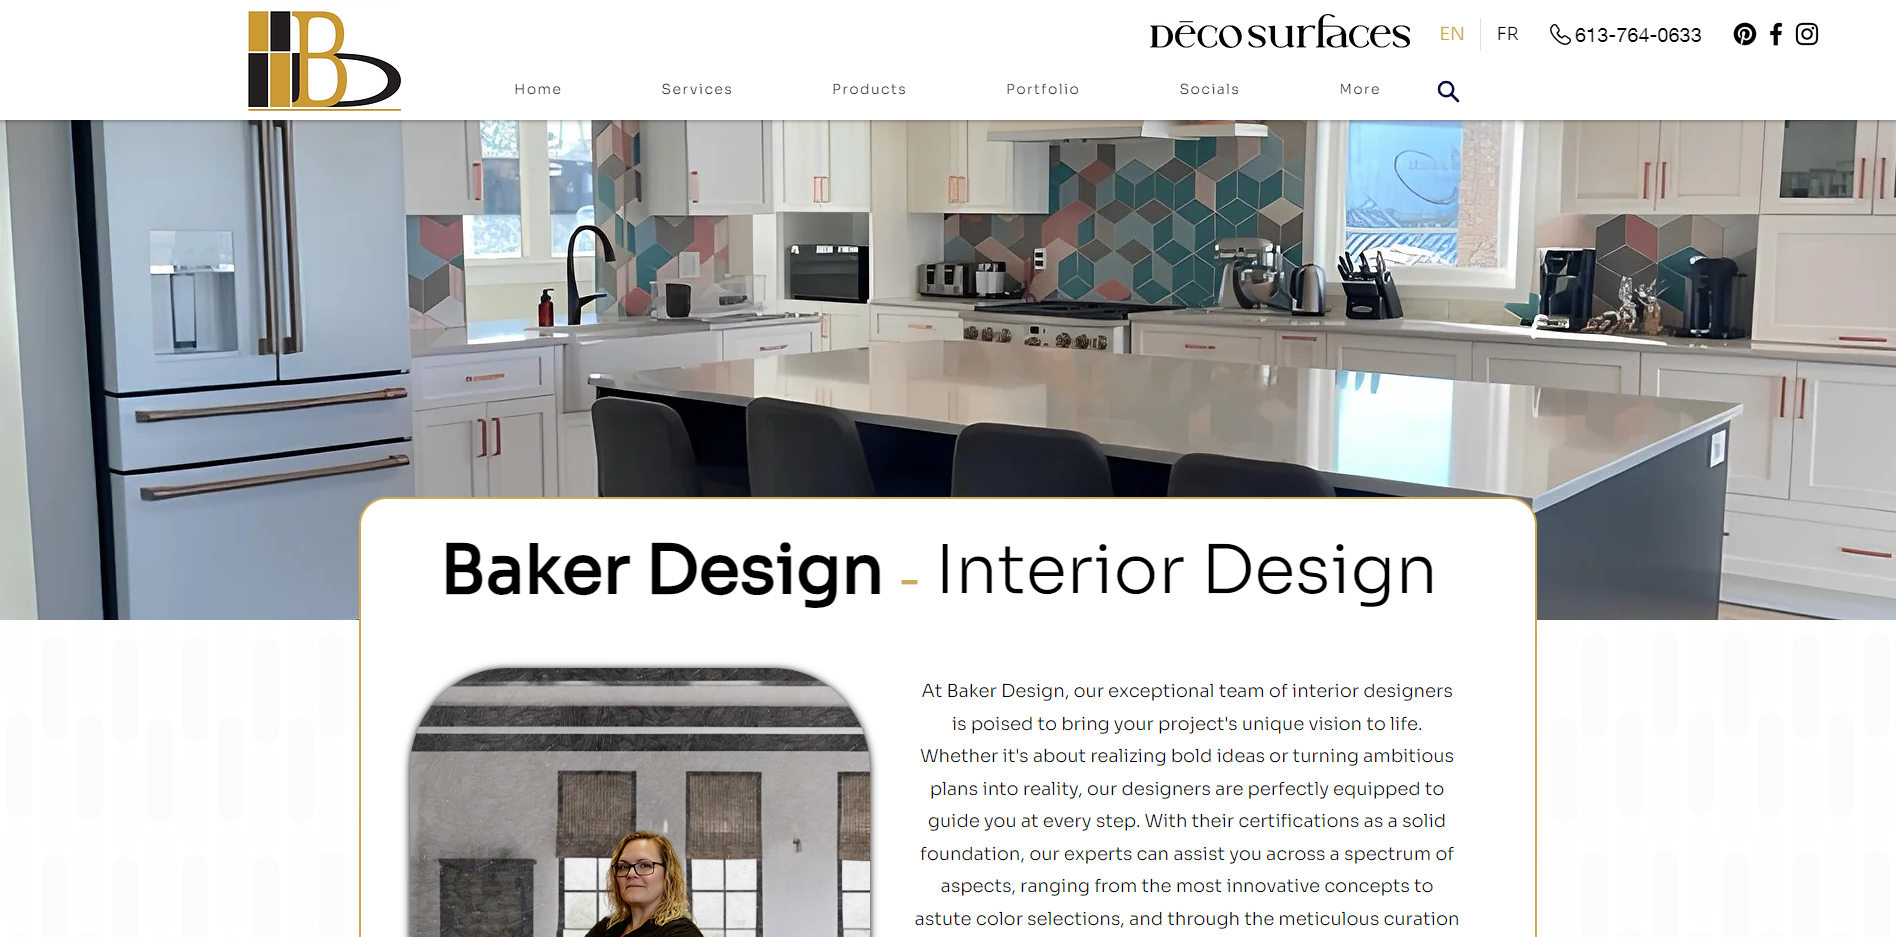 B
DēCO SURFACES
EN
FR
613-764-0633
Home
Services
Products
Portfolio
Socials
More
Baker Design - Interior Design
At Baker Design, our exceptional team of interior designers
is poised to bring your project's unique vision to life.
Whether it's about realizing bold ideas or turning ambitious
plans into reality, our designers are perfectly equipped to
guide you at every step. With their certifications as a solid
foundation, our experts can assist you across a spectrum of
aspects, ranging from the most innovative concepts to
astute color selections, and through the meticulous curation